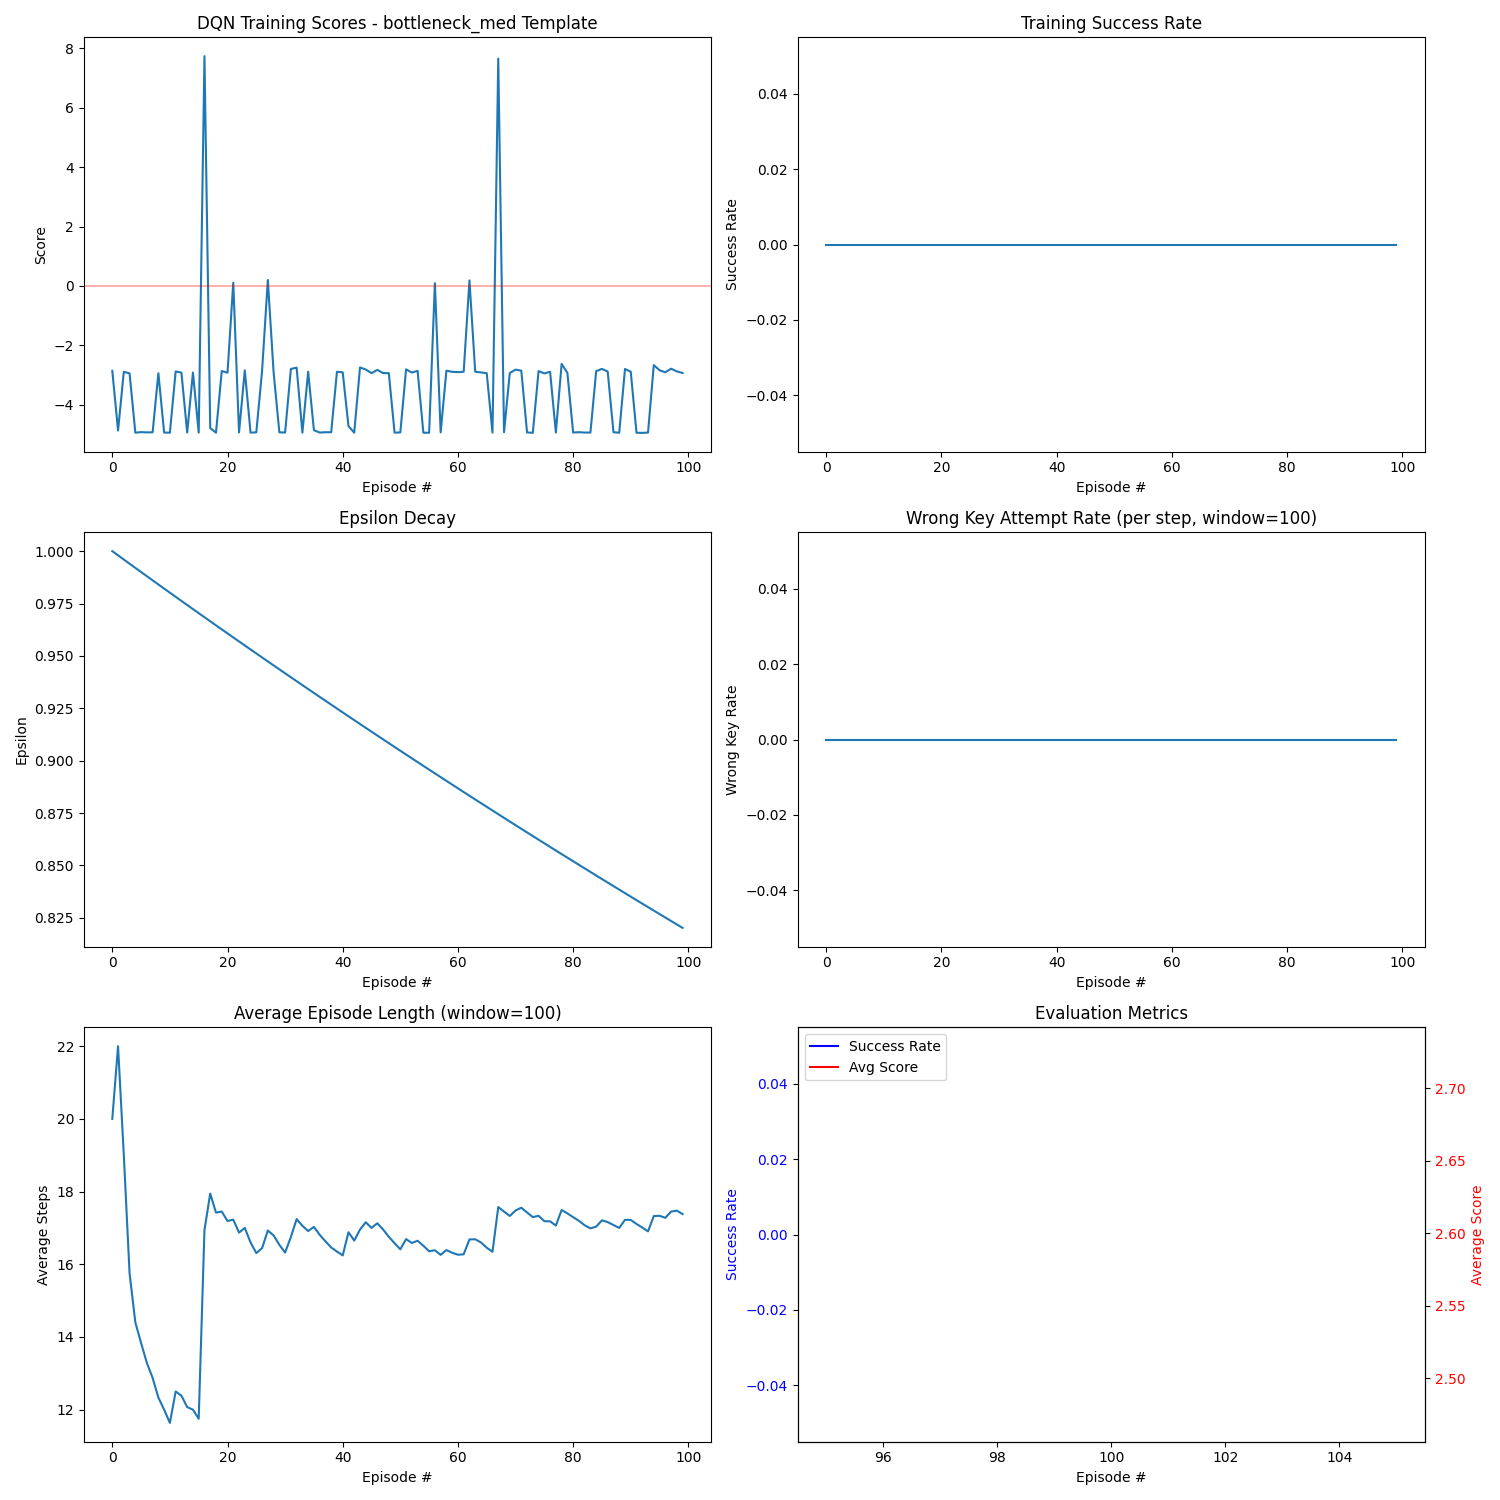 DQN Training Scores - bottleneck_med Template
8
6
4
2
0
−2
−4
Score
0 20 40 60 80 100
Episode #
Training Success Rate
0.04
0.02
0.00
−0.02
−0.04
Success Rate
0 20 40 60 80 100
Episode #
Epsilon Decay
1.000
0.975
0.950
0.925
0.900
0.875
0.850
0.825
Epsilon
0 20 40 60 80 100
Episode #
Wrong Key Attempt Rate (per step, window=100)
0.04
0.02
0.00
−0.02
−0.04
Wrong Key Rate
0 20 40 60 80 100
Episode #
Average Episode Length (window=100)
22
20
18
16
14
12
Average Steps
0 20 40 60 80 100
Episode #
Evaluation Metrics
Success Rate
Avg Score
0.04
0.02
0.00
−0.02
−0.04
Success Rate
2.70
2.65
2.60
2.55
2.50
Average Score
96 98 100 102 104
Episode #